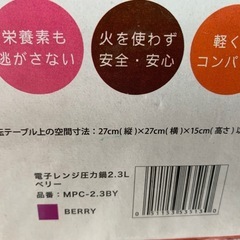 栄養素も
逃がさない
火を使わず
安全・安心
軽く
コンパ
テーブル上の空間寸法：27cm(縦)×27cm(横)×15cm(高さ)以
電子レンジ圧力鍋2.3L
ベリー
品番：MPC-2.3BY
BERRY